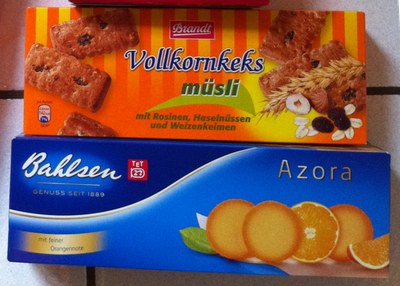 Brandt
Vollkornkeks
müsli
mit Rosinen, Haselnüssen
und Weizenkeimen
Bahlsen
GENUSS SEIT 1889
TET
Azora
mit feiner
Orangennote